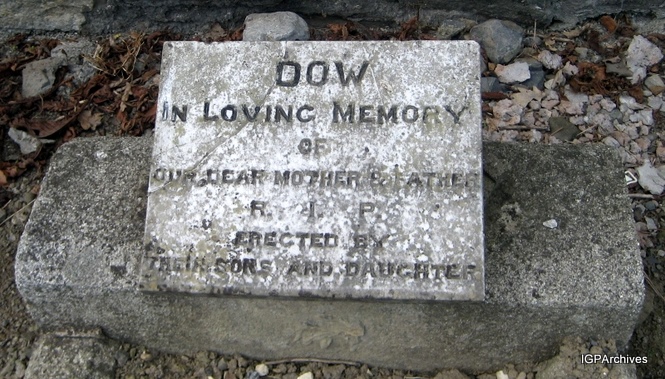 DOW
IN LOVING MEMORY
OF
OUR DEAR MOTHER & FATHER
R. I. P.
ERECTED BY
THEIR SONS AND DAUGHTER
IGPArchives